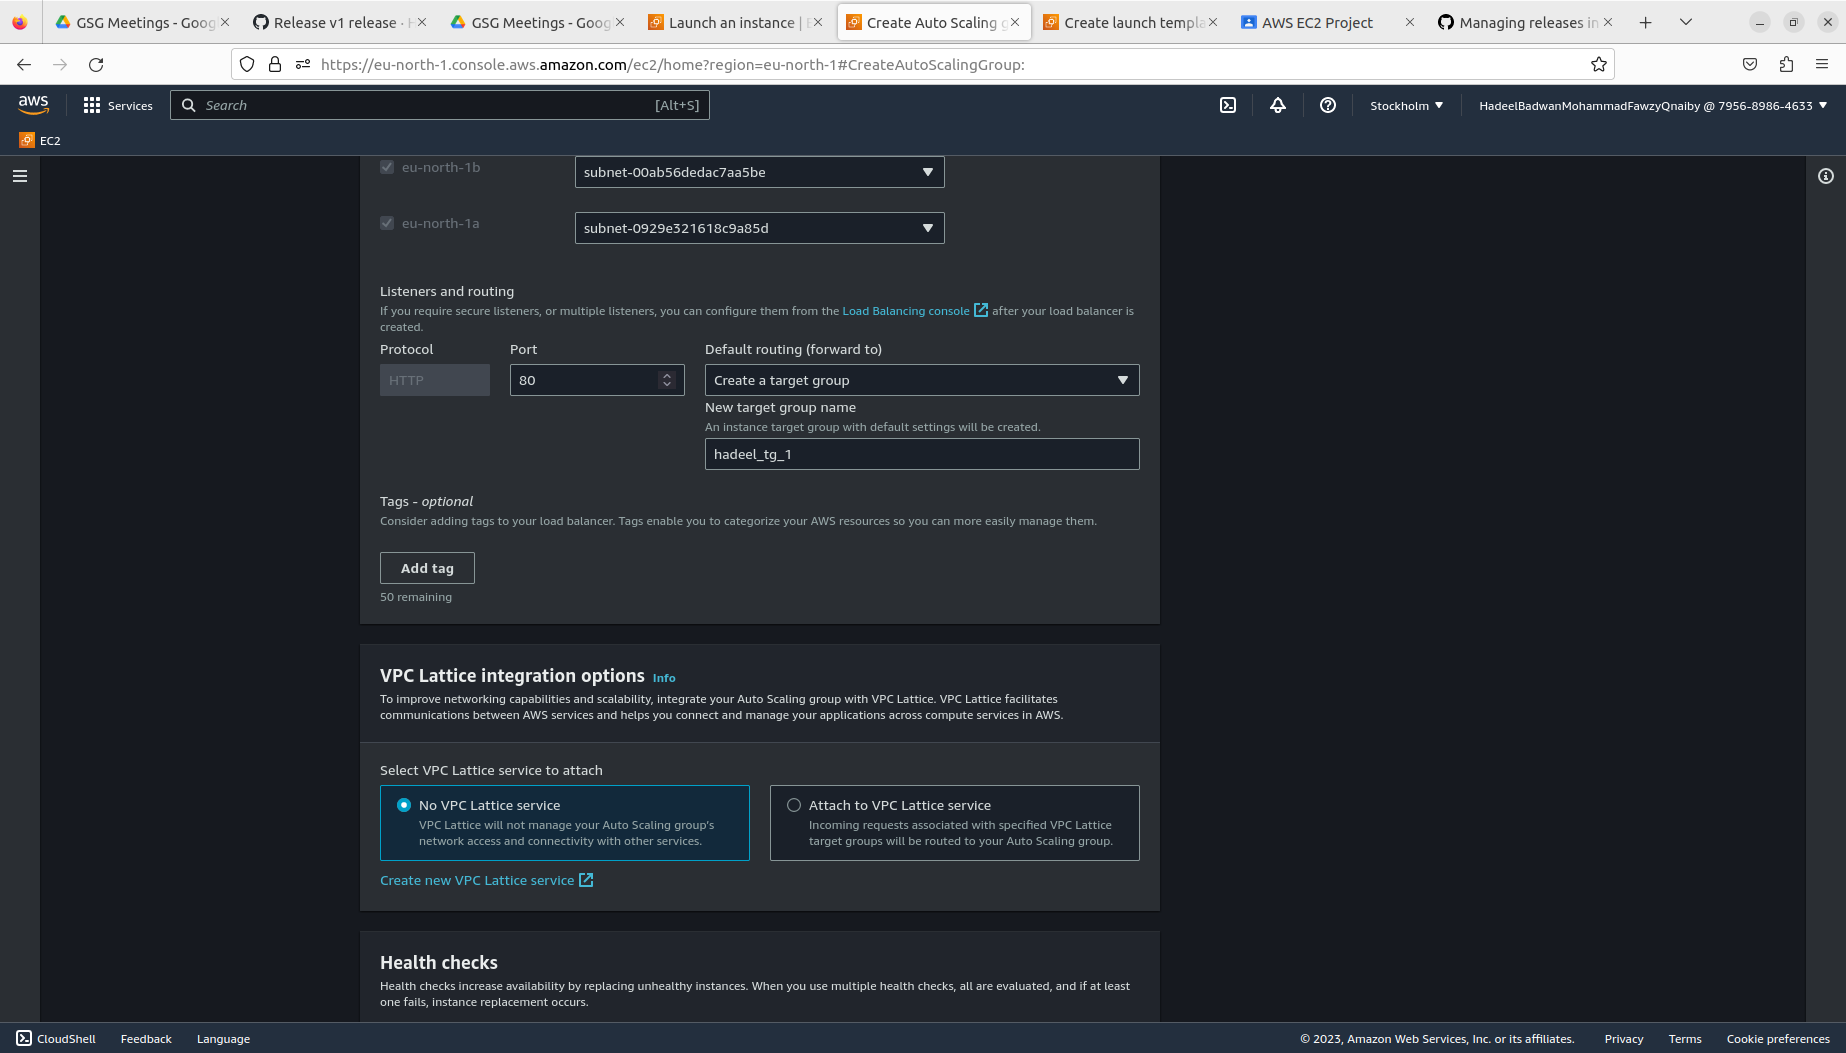 GSG Meetings - Goog
Release v1 release · H
GSG Meetings - Goog
Launch an instance | E
Create Auto Scaling g
Create launch templa
AWS EC2 Project
Managing releases in
https://eu-north-1.console.aws.amazon.com/ec2/home?region=eu-north-1#CreateAutoScalingGroup:
aws
Services
Search
[Alt+S]
Stockholm
HadeelBadwanMohammadFawzyQnaiby @ 7956-8986-4633
EC2
eu-north-1b
subnet-00ab56dedac7aa5be
eu-north-1a
subnet-0929e321618c9a85d
Listeners and routing
If you require secure listeners, or multiple listeners, you can configure them from the Load Balancing console after your load balancer is
created.
Protocol
Port
Default routing (forward to)
HTTP
80
Create a target group
New target group name
An instance target group with default settings will be created.
hadeel_tg_1
Tags - optional
Consider adding tags to your load balancer. Tags enable you to categorize your AWS resources so you can more easily manage them.
Add tag
50 remaining
VPC Lattice integration options Info
To improve networking capabilities and scalability, integrate your Auto Scaling group with VPC Lattice. VPC Lattice facilitates
communications between AWS services and helps you connect and manage your applications across compute services in AWS.
Select VPC Lattice service to attach
No VPC Lattice service
VPC Lattice will not manage your Auto Scaling group's
network access and connectivity with other services.
Attach to VPC Lattice service
Incoming requests associated with specified VPC Lattice
target groups will be routed to your Auto Scaling group.
Create new VPC Lattice service
Health checks
Health checks increase availability by replacing unhealthy instances. When you use multiple health checks, all are evaluated, and if at least
one fails, instance replacement occurs.
CloudShell
Feedback
Language
© 2023, Amazon Web Services, Inc. or its affiliates.
Privacy
Terms
Cookie preferences